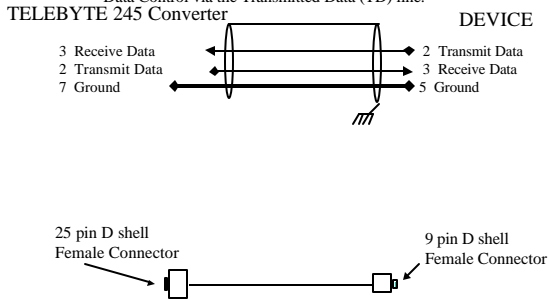 Data Control via the Transmitted Data (TD) line.
TELEBYTE 245 Converter
DEVICE
3 Receive Data
2 Transmit Data
2 Transmit Data
3 Receive Data
7 Ground
5 Ground
25 pin D shell
Female Connector
9 pin D shell
Female Connector